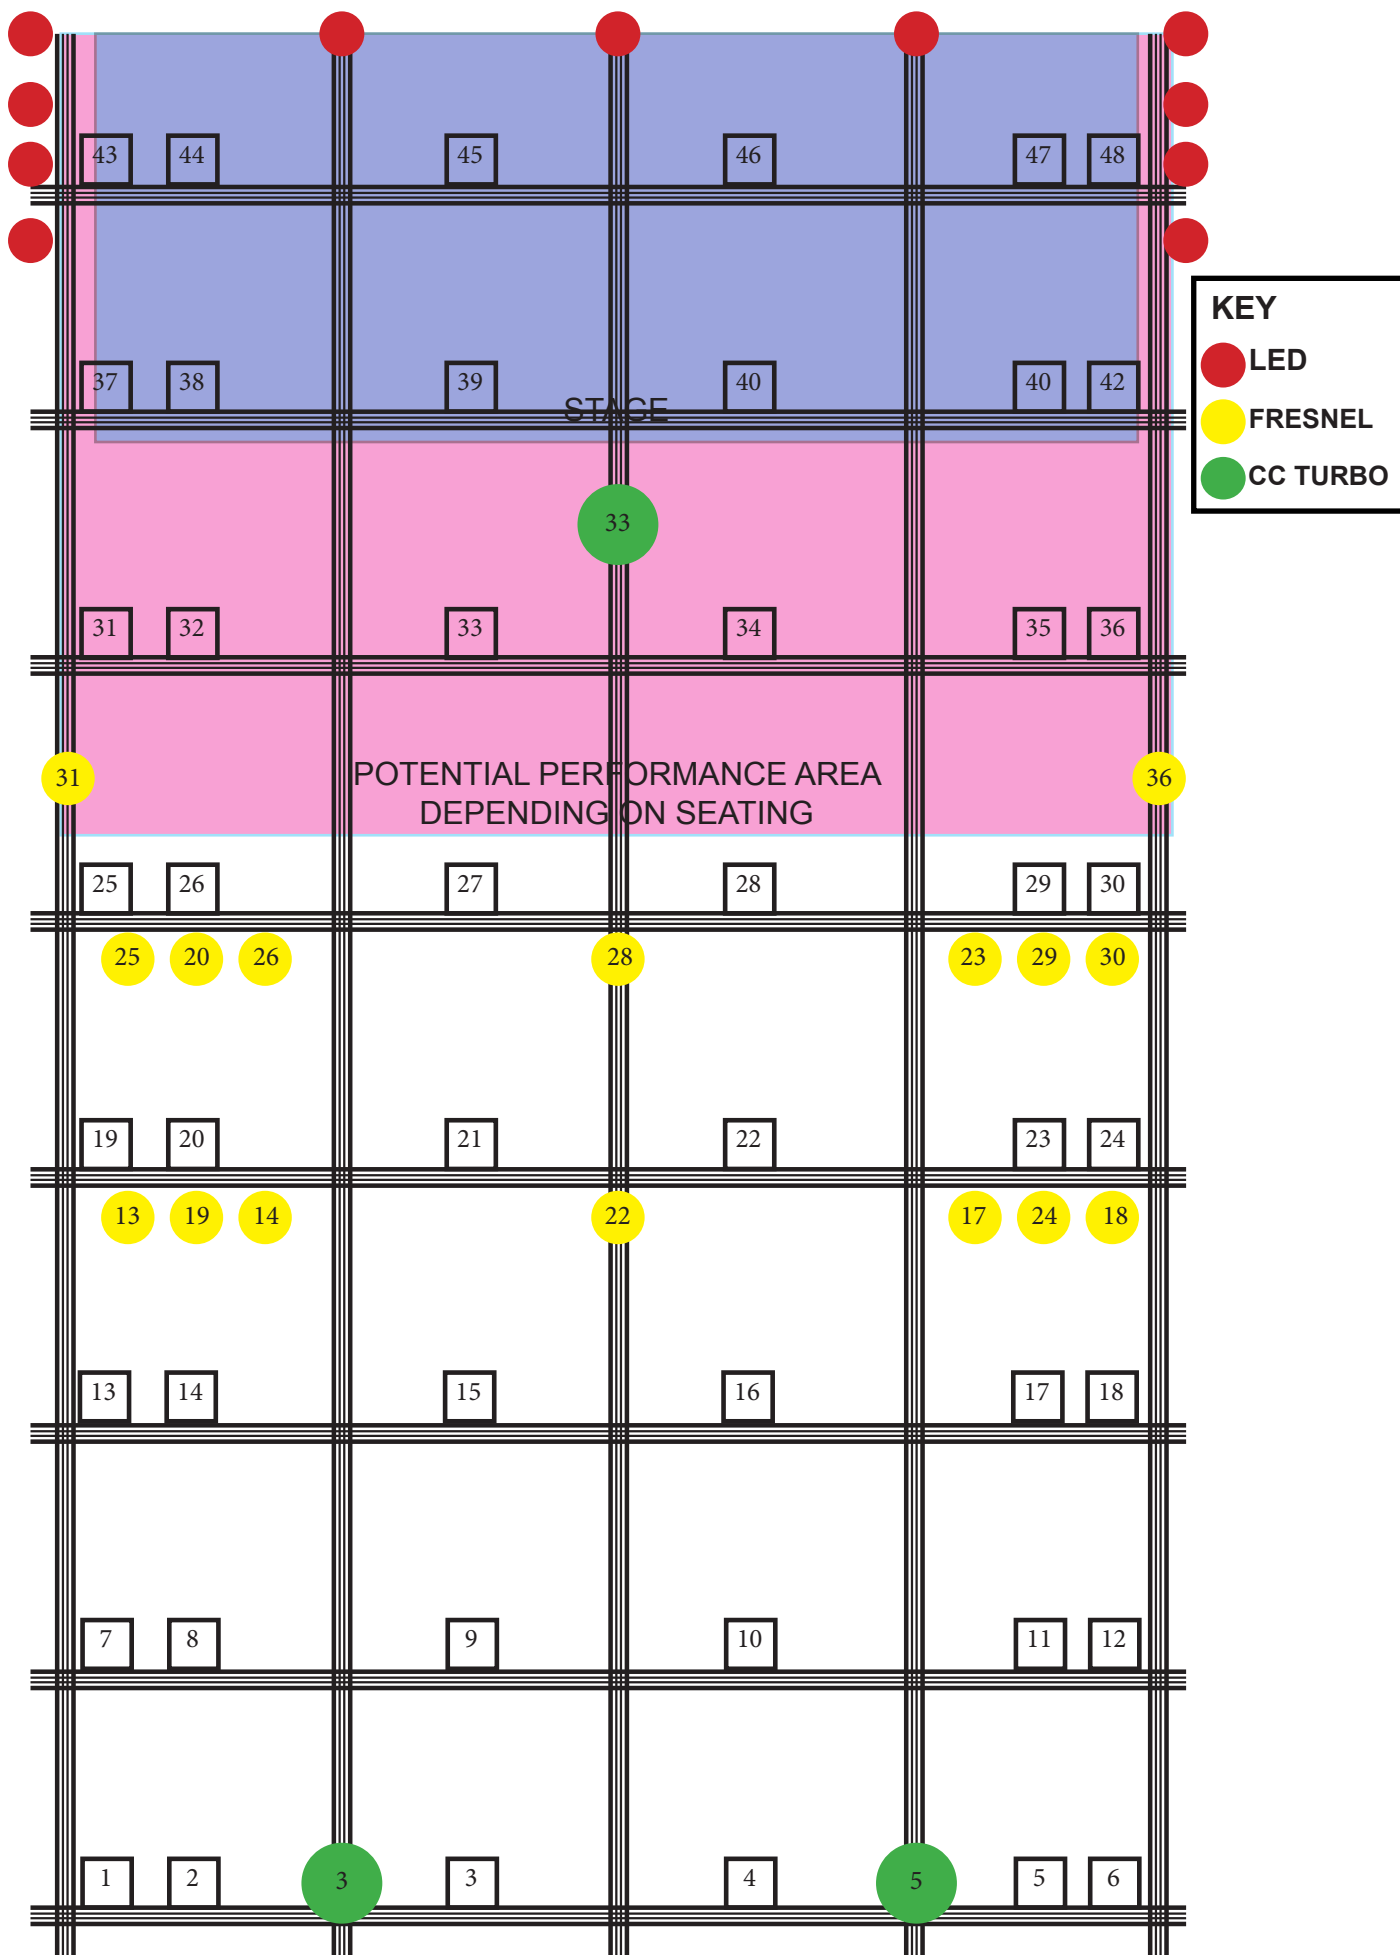 43 44 45 46 47 48
KEY
LED
37 38 39 40 40 42
STAGE
FRESNEL
CC TURBO
33
31 32 33 34 35 36
31 POTENTIAL PERFORMANCE AREA 36
DEPENDING ON SEATING
25 26 27 28 29 30
25 20 26 28 23 29 30
19 20 21 22 23 24
13 19 14 22 17 24 18
13 14 15 16 17 18
7 8 9 10 11 12
1 2 3 3 4 5 5 6